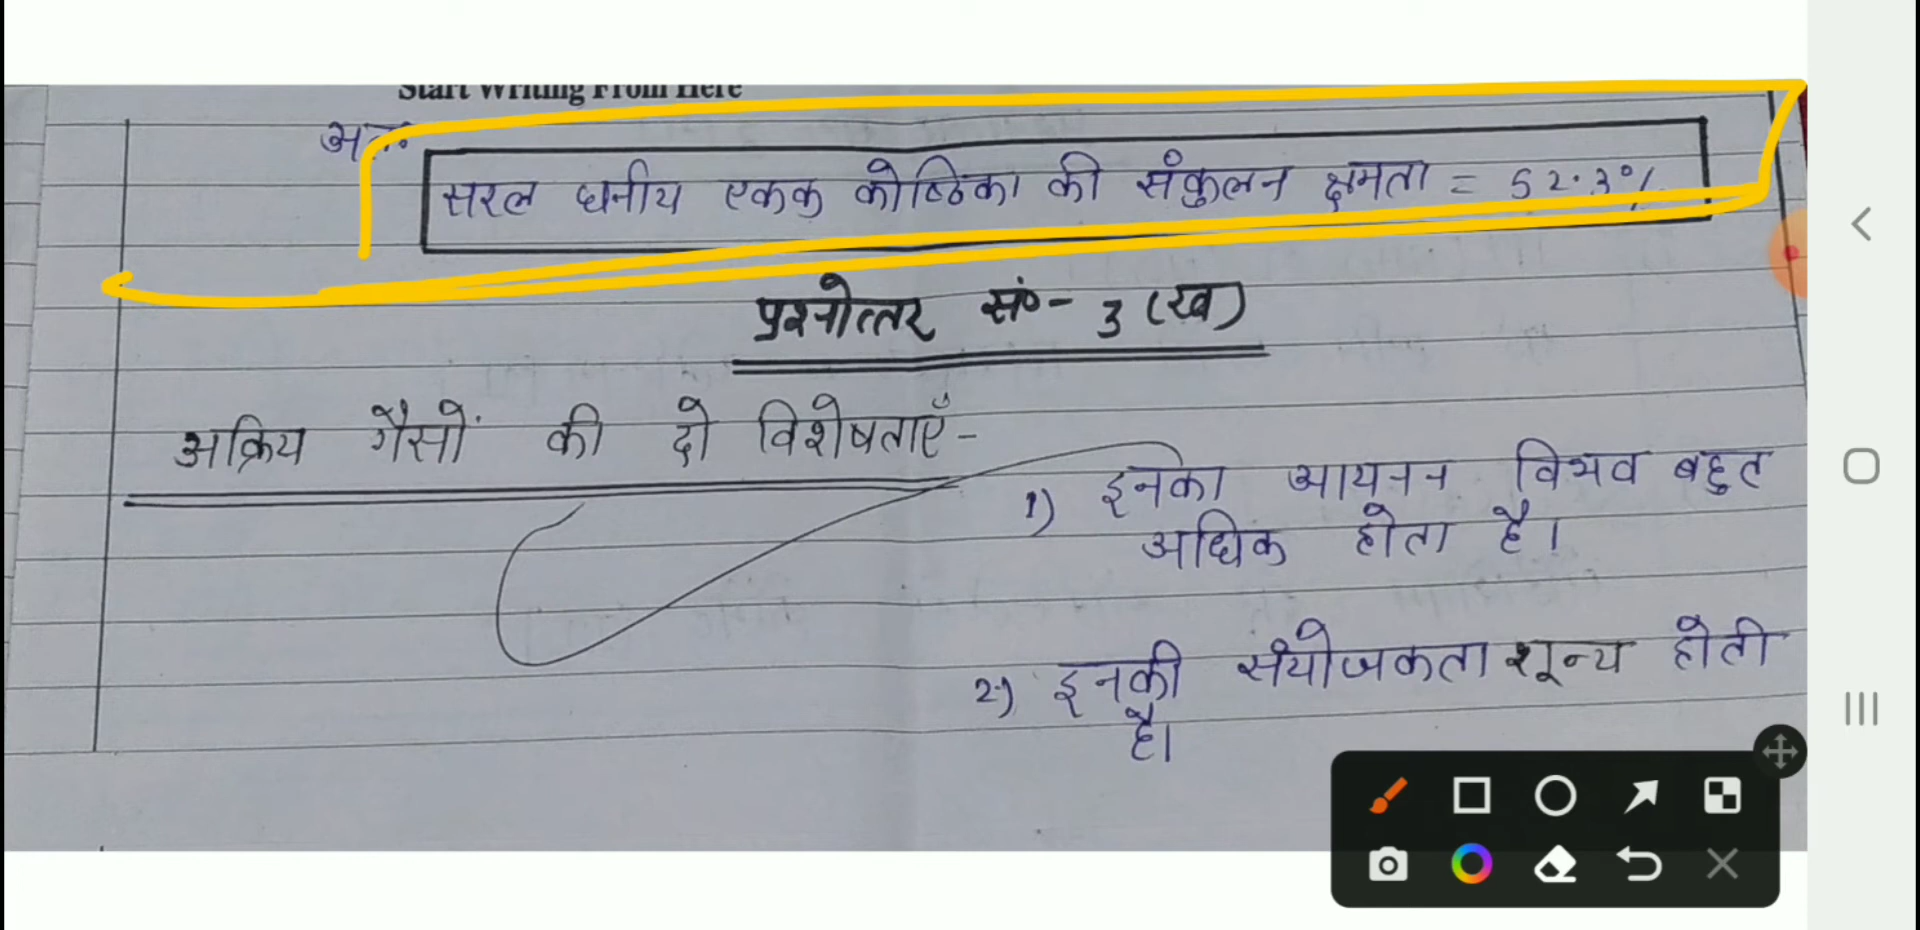 Start Writing From Here
अतः
सरल घनीय एकक कोष्ठिका की संकुलन क्षमता = 52.3%
प्रश्नोत्तर सं०- 3 (ख)
अक्रिय गैसों की दो विशेषताएँ-
1) इनका आयनन विभव बहुत
अधिक होता है।
2) इनकी संयोजकता शून्य होती
है।